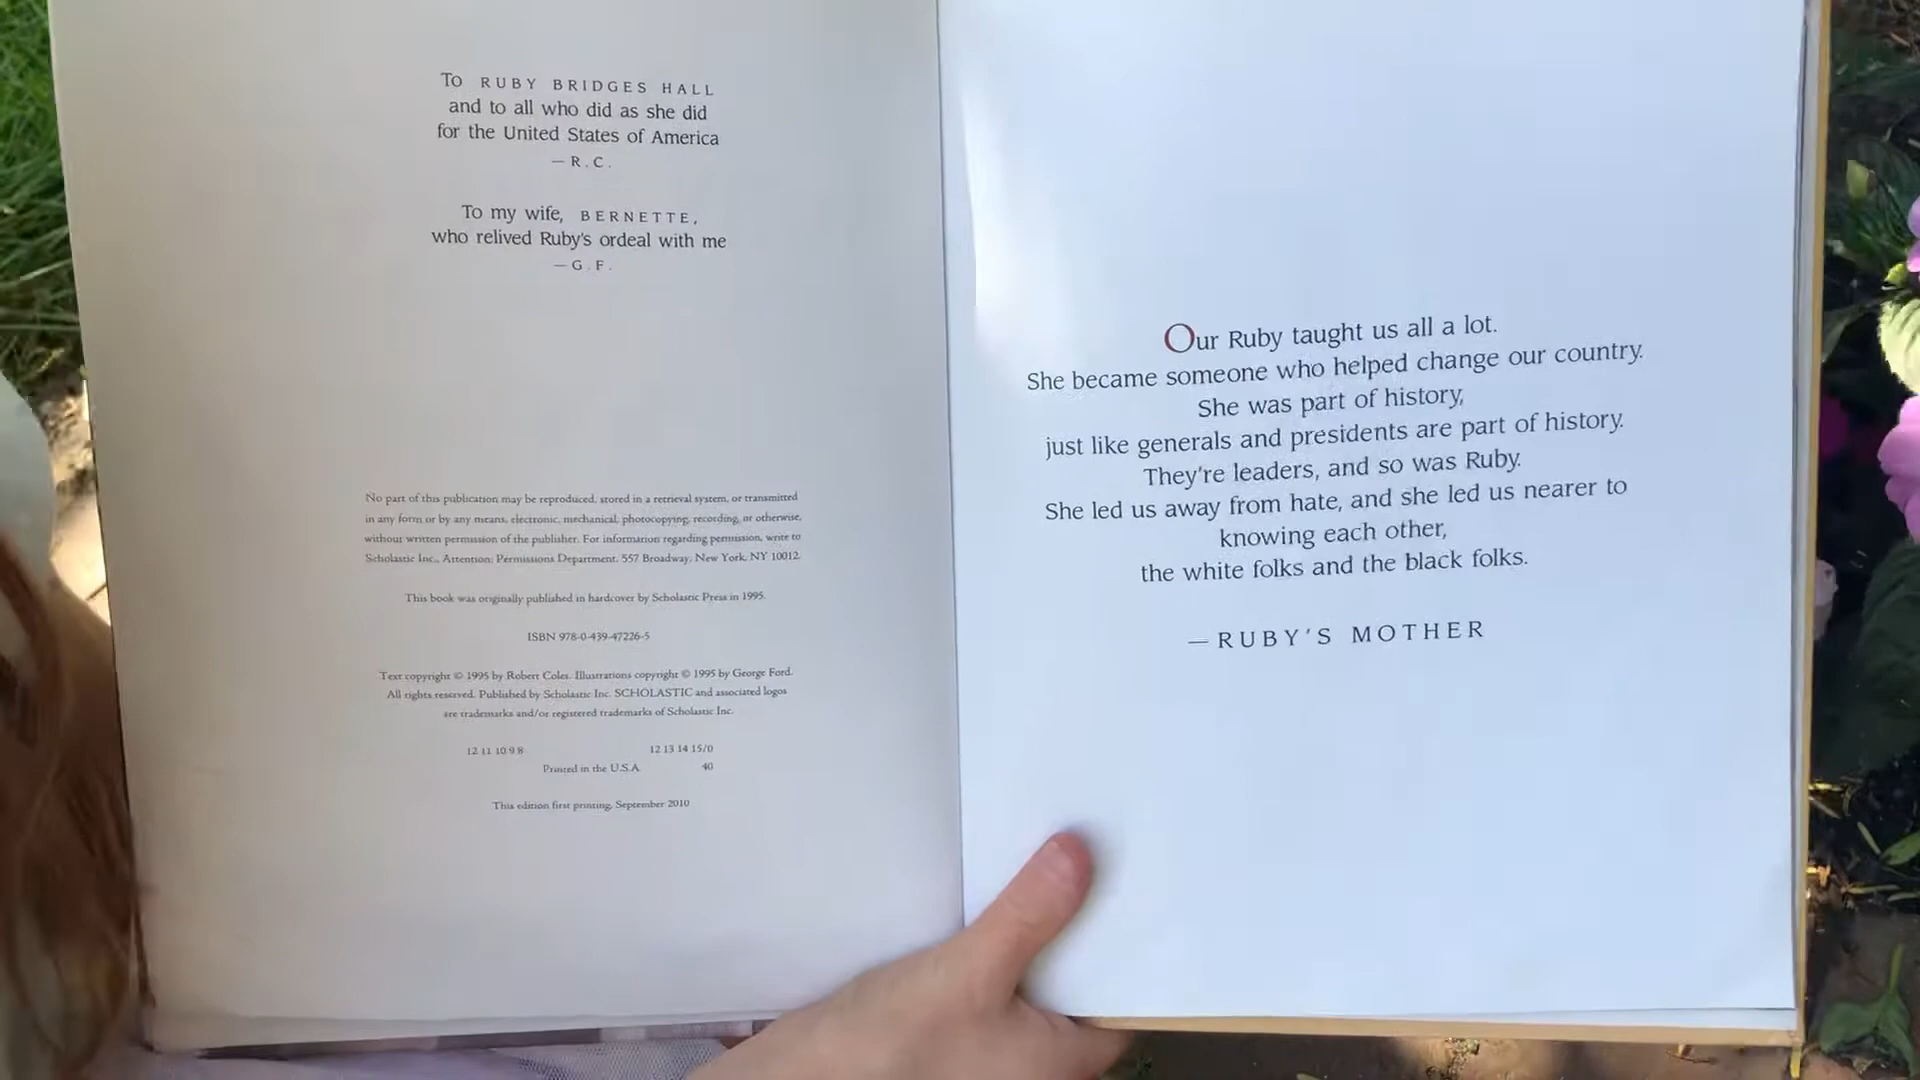 To RUBY BRIDGES HALL
and to all who did as she did
for the United States of America
—R.C.
To my wife, BERNETTE,
who relived Ruby's ordeal with me
—G.F.
No part of this publication may be reproduced, stored in a retrieval system, or transmitted
in any form or by any means, electronic, mechanical, photocopying, recording, or otherwise,
without written permission of the publisher. For information regarding permission, write to
Scholastic Inc., Attention: Permissions Department, 557 Broadway, New York, NY 10012.
This book was originally published in hardcover by Scholastic Press in 1995.
ISBN 978-0-439-47226-5
Text copyright © 1995 by Robert Coles. Illustrations copyright © 1995 by George Ford.
All rights reserved. Published by Scholastic Inc. SCHOLASTIC and associated logos
are trademarks and/or registered trademarks of Scholastic Inc.
12 11 10 9 8 12 13 14 15/0
Printed in the U.S.A. 40
This edition first printing, September 2010
Our Ruby taught us all a lot.
She became someone who helped change our country.
She was part of history,
just like generals and presidents are part of history.
They're leaders, and so was Ruby.
She led us away from hate, and she led us nearer to
knowing each other,
the white folks and the black folks.
—RUBY'S MOTHER